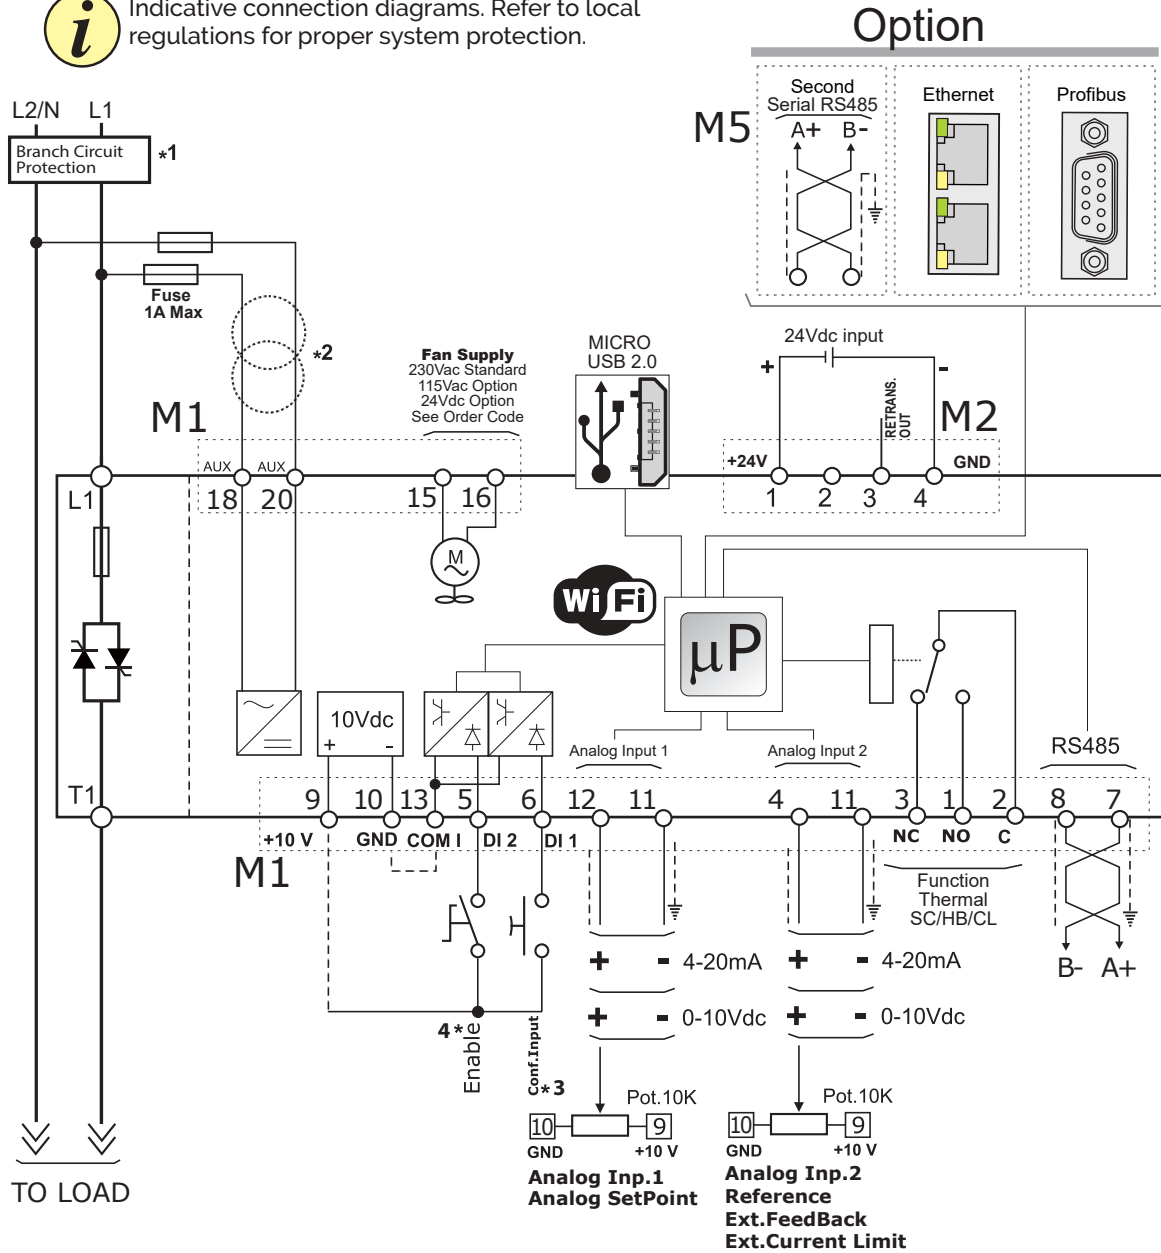 i
Indicative connection diagrams. Refer to local
regulations for proper system protection.
Option
Second
Serial RS485
A+ B-
Ethernet
Profibus
M5
L2/N L1
Branch Circuit
Protection
*1
Fuse
1A Max
*2
Fan Supply
230Vac Standard
115Vac Option
24Vdc Option
See Order Code
MICRO
USB 2.0
24Vdc input
+ -
RETRANS.
OUT
M1
M2
AUX AUX
+24V GND
L1
18 20 15 16
1 2 3 4
M
WiFi
µP
10Vdc
+ -
Analog Input 1
Analog Input 2
RS485
T1
9 10 13 5 6 12 11 4 11 3 1 2 8 7
+10 V GND COM I DI 2 DI 1
NC NO C
M1
Function
Thermal
SC/HB/CL
+ - 4-20mA + - 4-20mA
B- A+
+ - 0-10Vdc + - 0-10Vdc
4*
Enable
Conf.Input
*3
Pot.10K
10 9
GND +10 V
Analog Inp.1
Analog SetPoint
Pot.10K
10 9
GND +10 V
Analog Inp.2
Reference
Ext.FeedBack
Ext.Current Limit
TO LOAD